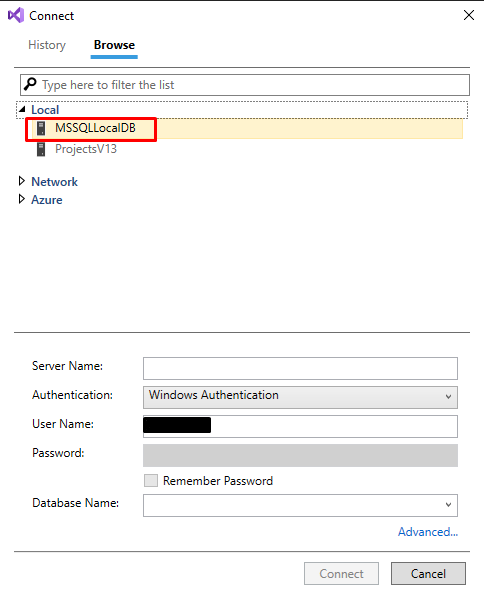 Connect
History Browse
Type here to filter the list
Local
MSSQLLocalDB
ProjectsV13
Network
Azure
Server Name:
Authentication: Windows Authentication
User Name:
Password:
Remember Password
Database Name:
Advanced...
Connect Cancel